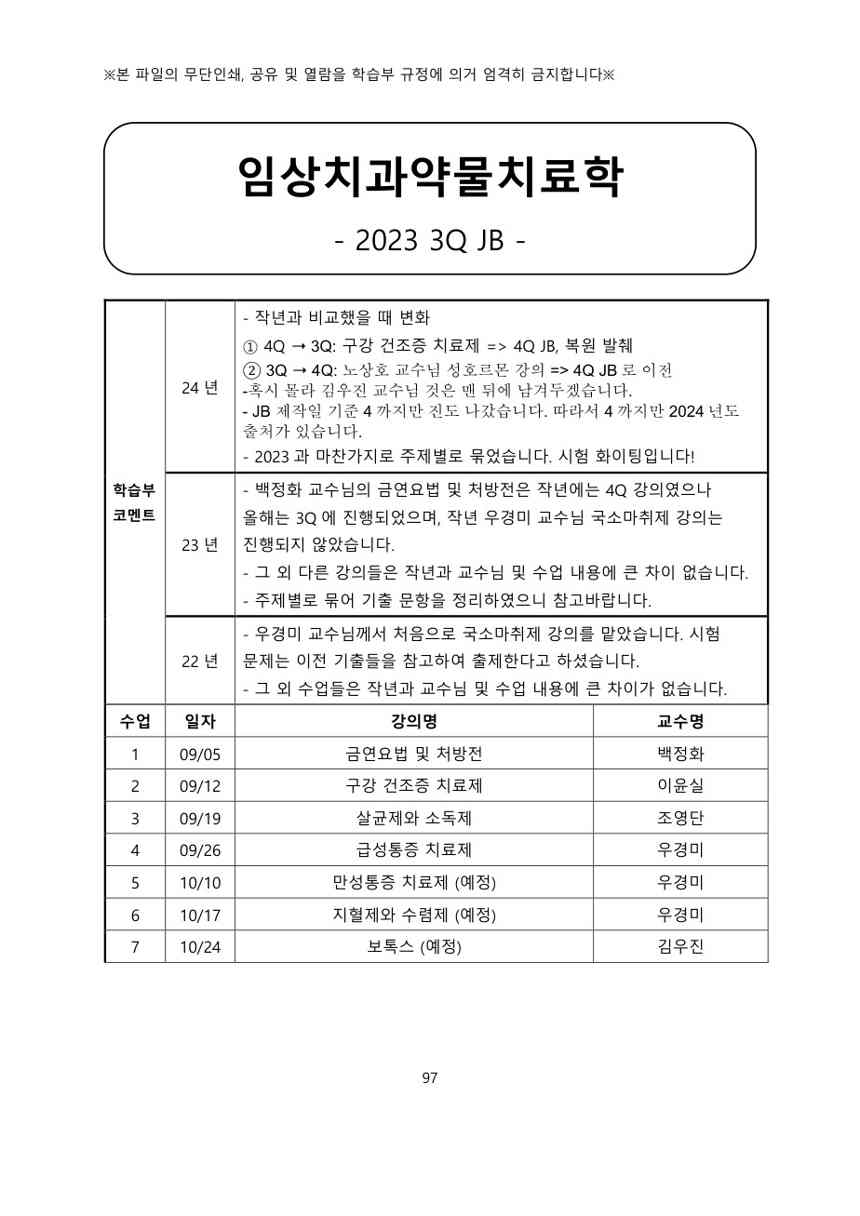 ※본 파일의 무단인쇄, 공유 및 열람을 학습부 규정에 의거 엄격히 금지합니다※
임상치과약물치료학
- 2023 3Q JB -
학습부
코멘트
24 년
- 작년과 비교했을 때 변화
① 4Q → 3Q: 구강 건조증 치료제 => 4Q JB, 복원 발췌
② 3Q → 4Q: 노상호 교수님 성호르몬 강의 => 4Q JB 로 이전
-혹시 몰라 김우진 교수님 것은 맨 뒤에 남겨두겠습니다.
- JB 제작일 기준 4 까지만 진도 나갔습니다. 따라서 4 까지만 2024 년도
출처가 있습니다.
- 2023 과 마찬가지로 주제별로 묶었습니다. 시험 화이팅입니다!
23 년
- 백정화 교수님의 금연요법 및 처방전은 작년에는 4Q 강의였으나
올해는 3Q 에 진행되었으며, 작년 우경미 교수님 국소마취제 강의는
진행되지 않았습니다.
- 그 외 다른 강의들은 작년과 교수님 및 수업 내용에 큰 차이 없습니다.
- 주제별로 묶어 기출 문항을 정리하였으니 참고바랍니다.
22 년
- 우경미 교수님께서 처음으로 국소마취제 강의를 맡았습니다. 시험
문제는 이전 기출들을 참고하여 출제한다고 하셨습니다.
- 그 외 수업들은 작년과 교수님 및 수업 내용에 큰 차이가 없습니다.
수업 일자 강의명 교수명
1 09/05 금연요법 및 처방전 백정화
2 09/12 구강 건조증 치료제 이윤실
3 09/19 살균제와 소독제 조영단
4 09/26 급성통증 치료제 우경미
5 10/10 만성통증 치료제 (예정) 우경미
6 10/17 지혈제와 수렴제 (예정) 우경미
7 10/24 보톡스 (예정) 김우진
97